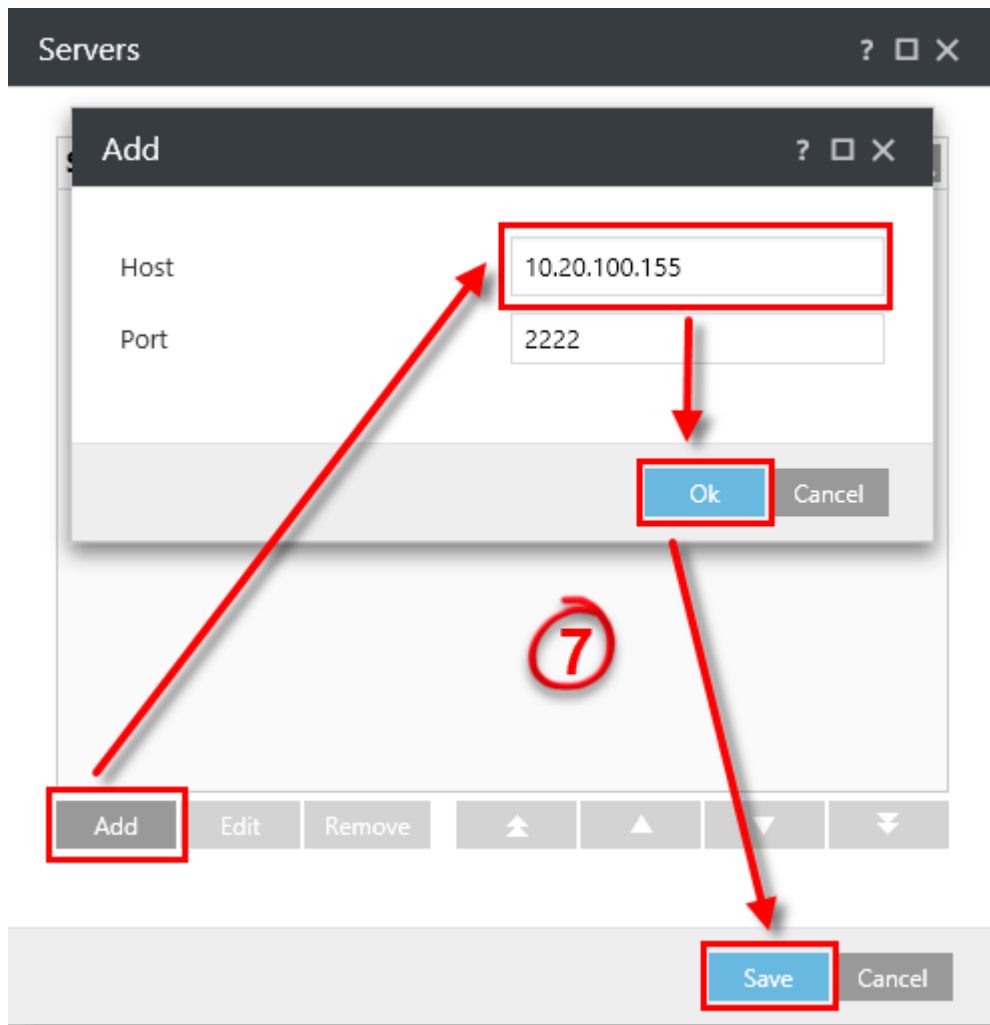 Servers ?
Add ?
Host 10.20.100.155
Port 2222
Ok Cancel
7
Add Edit Remove
Save Cancel